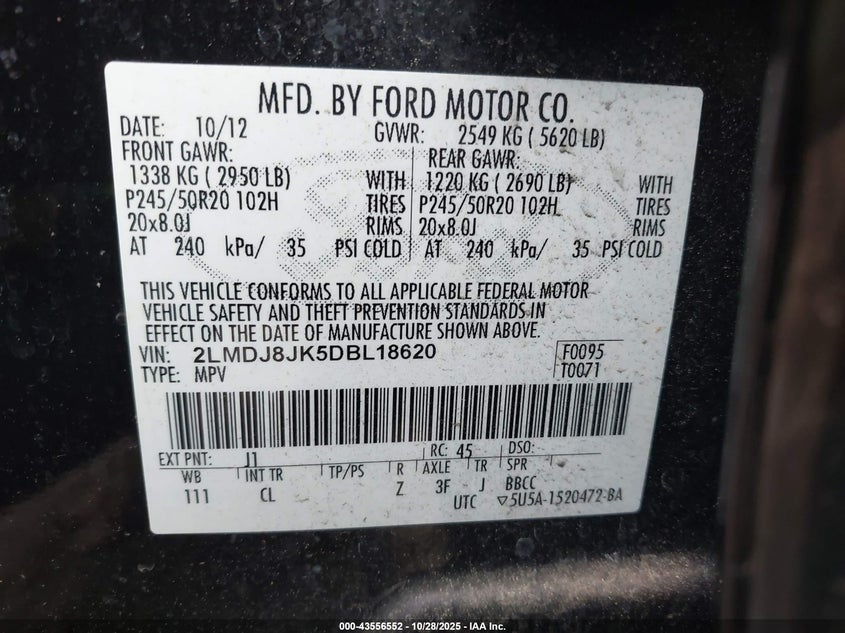 MFD. BY FORD MOTOR CO.
DATE: 10/12 GVWR: 2549 KG ( 5620 LB)
FRONT GAWR: REAR GAWR:
1338 KG ( 2950 LB) WITH 1220 KG ( 2690 LB) WITH
P245/50R20 102H TIRES P245/50R20 102H TIRES
20x8.0J RIMS 20x8.0J RIMS
AT 240 kPa/ 35 PSI COLD AT 240 kPa/ 35 PSI COLD
THIS VEHICLE CONFORMS TO ALL APPLICABLE FEDERAL MOTOR
VEHICLE SAFETY AND THEFT PREVENTION STANDARDS IN
EFFECT ON THE DATE OF MANUFACTURE SHOWN ABOVE.
VIN: 2LMDJ8JK5DBL18620 F0095
TYPE: MPV T0071
EXT PNT: J1 RC: 45 DSO:
WB INT TR TP/PS R AXLE TR SPR
111 CL Z 3F J BBCC
UTC ▽5U5A-1520472-BA
000-43556552 | 10/28/2025 | IAA Inc.